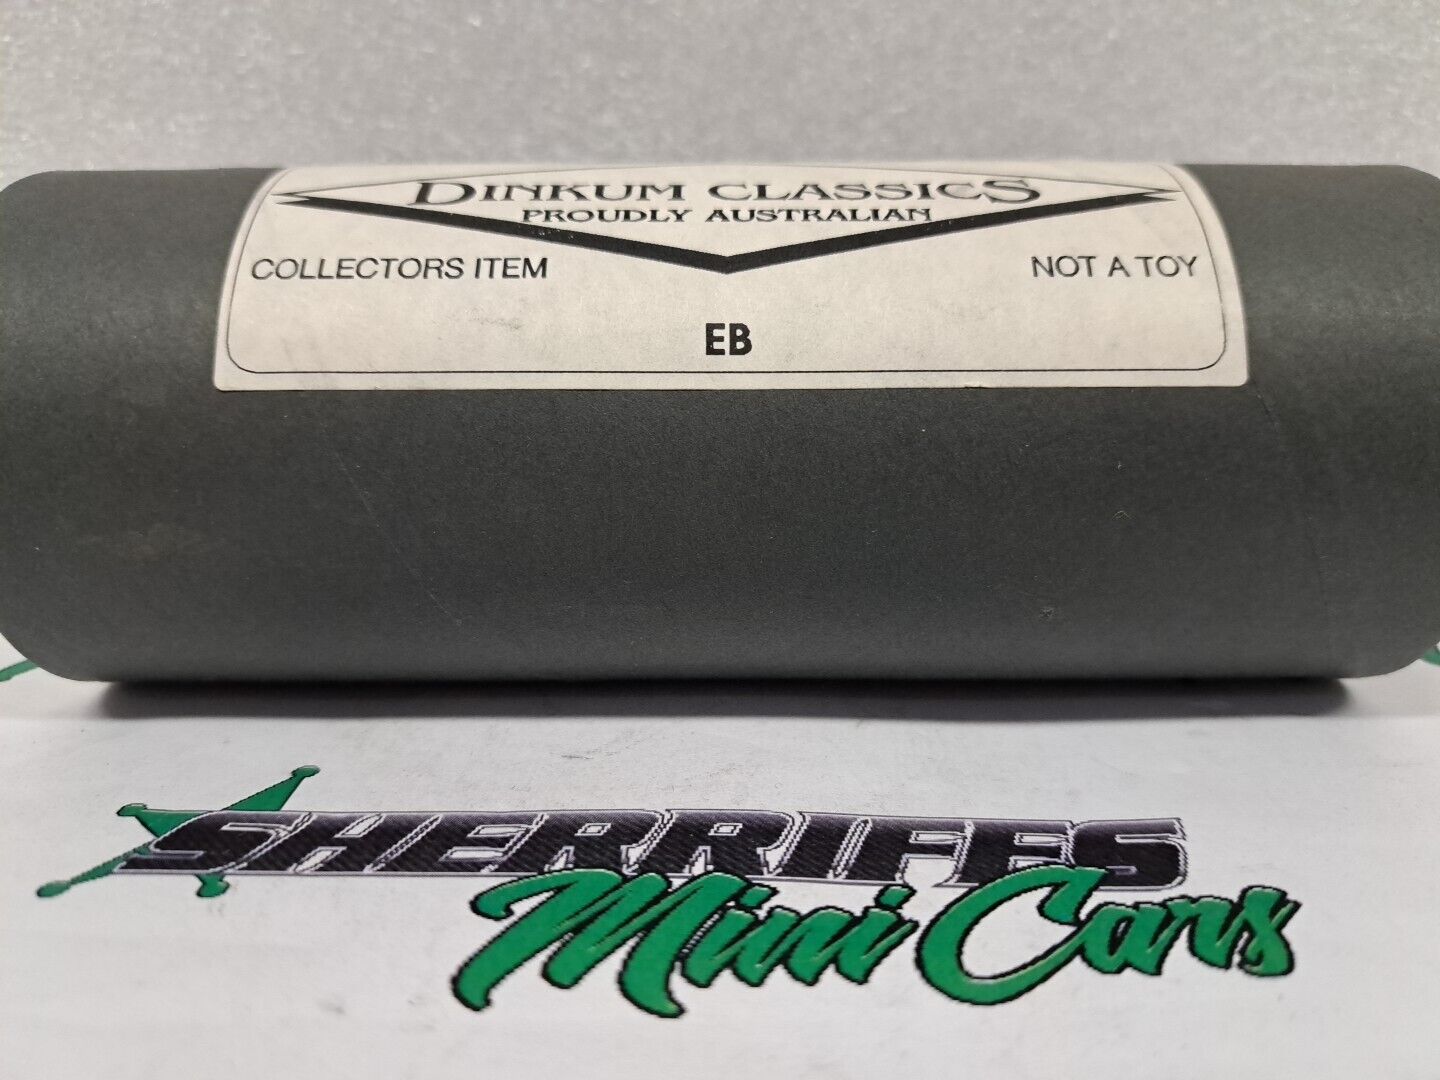 DINKUM CLASSICS
PROUDLY AUSTRALIAN
COLLECTORS ITEM
NOT A TOY
EB
SHERRIFFS
Mini Cars